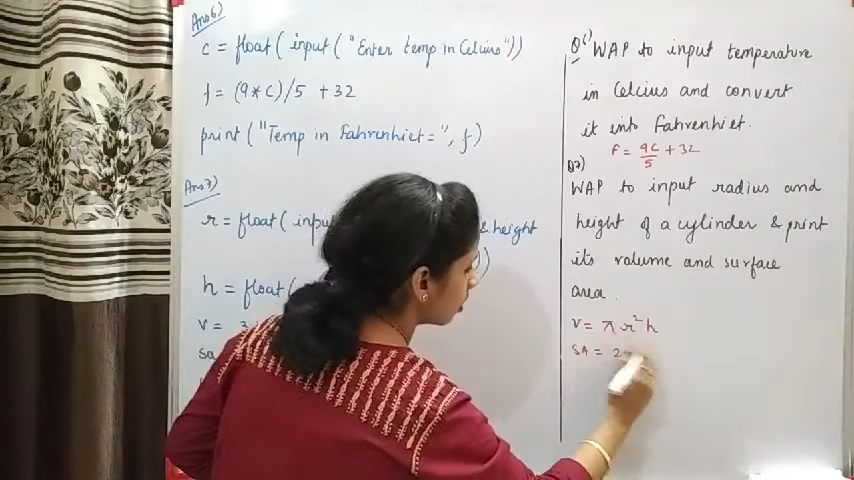 Ans6)
c = float( input( "Enter temp in Celcius"))
f = (9*c)/5 +32
print( "Temp in Fahrenhiet=", f)
Ans7)
r = float( inpu & height
h = float( ))
V = 3
Sa
Q6) WAP to input temperature
in Celcius and convert
it into Fahrenhiet.
F = 9C/5 + 32
Q7)
WAP to input radius and
height of a cylinder & print
its volume and surface
area.
V = πr²h
SA = 2